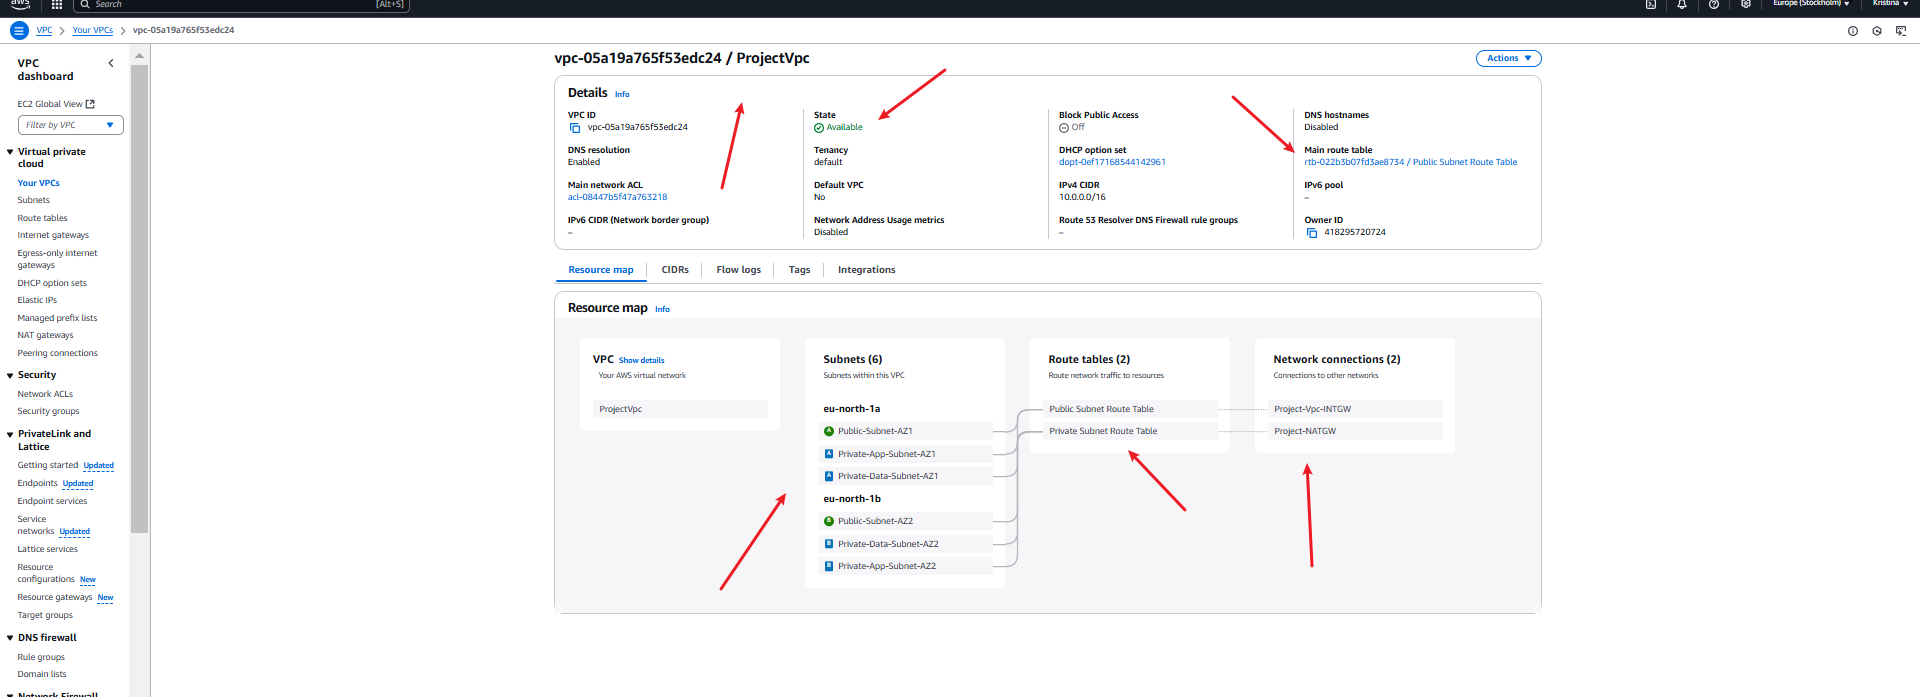 aws
Search
[Alt+S]
Europe (Stockholm)
Kristina
VPC
Your VPCs
vpc-05a19a765f53edc24
VPC
dashboard
EC2 Global View
Filter by VPC
Virtual private
cloud
Your VPCs
Subnets
Route tables
Internet gateways
Egress-only internet
gateways
DHCP option sets
Elastic IPs
Managed prefix lists
NAT gateways
Peering connections
Security
Network ACLs
Security groups
PrivateLink and
Lattice
Getting started Updated
Endpoints Updated
Endpoint services
Service
networks Updated
Lattice services
Resource
configurations New
Resource gateways New
Target groups
DNS firewall
Rule groups
Domain lists
Network Firewall
vpc-05a19a765f53edc24 / ProjectVpc
Actions
Details Info
VPC ID
vpc-05a19a765f53edc24
State
Available
Block Public Access
Off
DNS hostnames
Disabled
DNS resolution
Enabled
Tenancy
default
DHCP option set
dopt-0ef17168544142961
Main route table
rtb-022b3b07fd3ae8734 / Public Subnet Route Table
Main network ACL
acl-08447b5f47a763218
Default VPC
No
IPv4 CIDR
10.0.0.0/16
IPv6 pool
–
IPv6 CIDR (Network border group)
–
Network Address Usage metrics
Disabled
Route 53 Resolver DNS Firewall rule groups
–
Owner ID
418295720724
Resource map
CIDRs
Flow logs
Tags
Integrations
Resource map Info
VPC Show details
Your AWS virtual network
ProjectVpc
Subnets (6)
Subnets within this VPC
eu-north-1a
A Public-Subnet-AZ1
A Private-App-Subnet-AZ1
A Private-Data-Subnet-AZ1
eu-north-1b
B Public-Subnet-AZ2
B Private-Data-Subnet-AZ2
B Private-App-Subnet-AZ2
Route tables (2)
Route network traffic to resources
Public Subnet Route Table
Private Subnet Route Table
Network connections (2)
Connections to other networks
Project-Vpc-INTGW
Project-NATGW